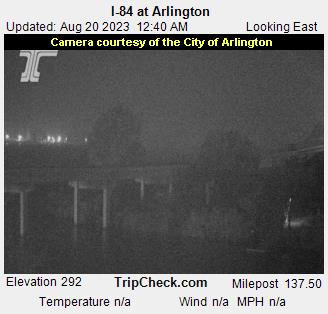 I-84 at Arlington
Updated: Aug 20 2023 12:40 AM Looking East
Camera courtesy of the City of Arlington
Elevation 292 TripCheck.com Milepost 137.50
Temperature n/a Wind n/a MPH n/a